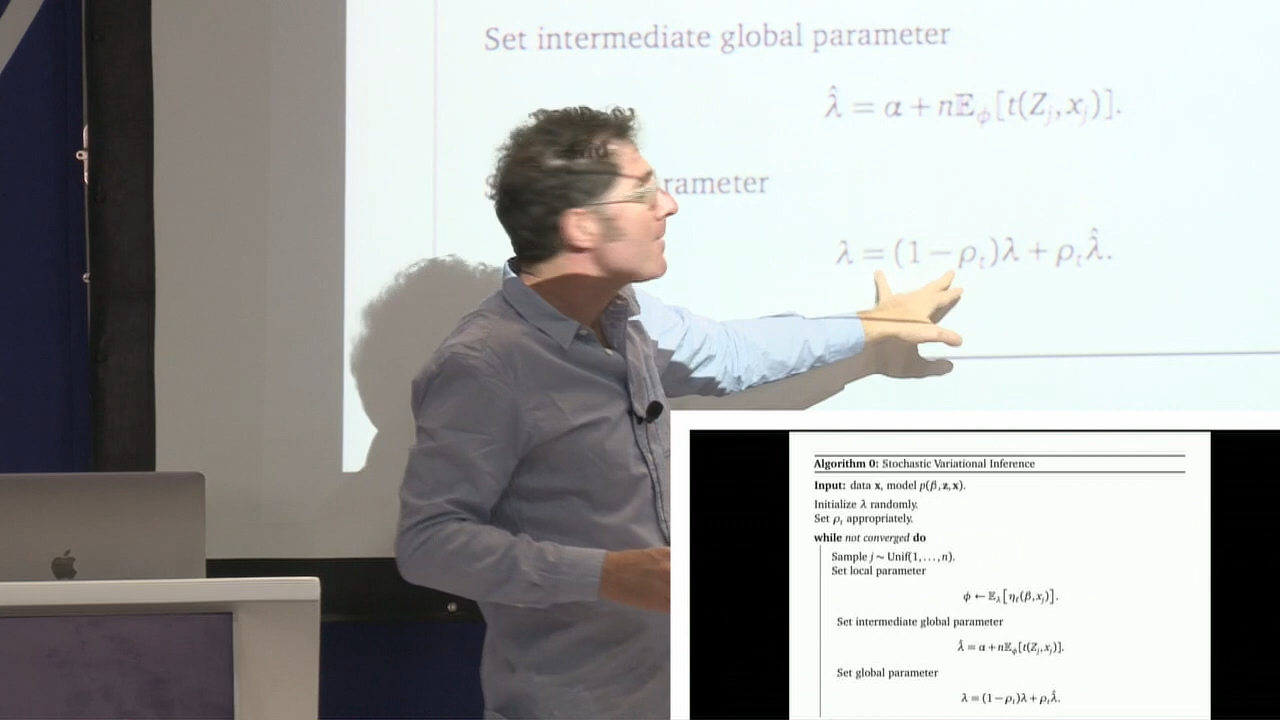 Set intermediate global parameter
λ̂ = α + n𝔼_ϕ[t(Z_j, x_j)].
rameter
λ = (1 − ρ_t)λ + ρ_t λ̂.
Algorithm 0: Stochastic Variational Inference
Input: data x, model p(β, z, x).
Initialize λ randomly.
Set ρ_t appropriately.
while not converged do
Sample j ~ Unif(1, …, n).
Set local parameter
ϕ ← 𝔼_λ[η_ℓ(β, x_j)].
Set intermediate global parameter
λ̂ = α + n𝔼_ϕ[t(Z_j, x_j)].
Set global parameter
λ = (1 − ρ_t)λ + ρ_t λ̂.